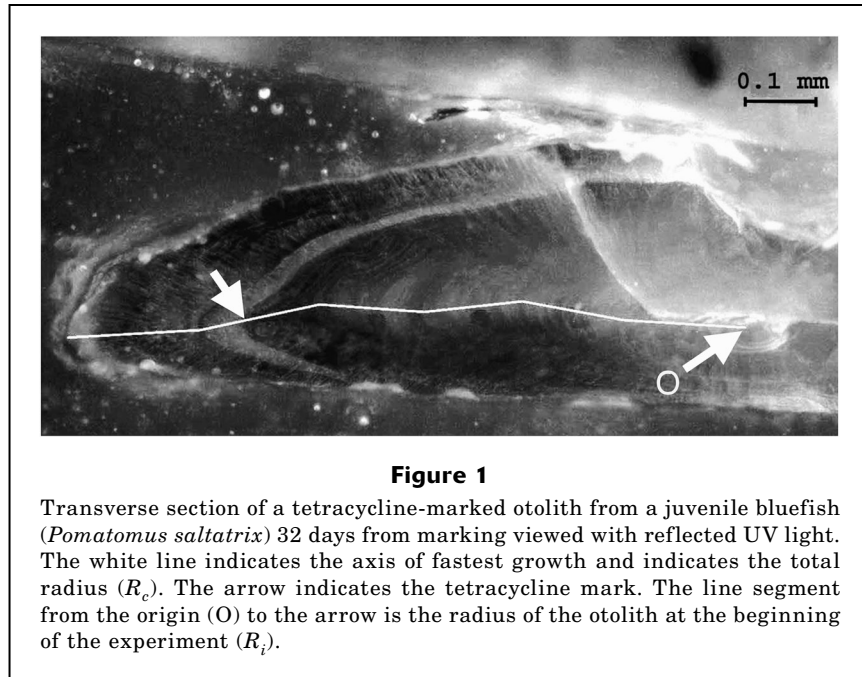 0.1 mm
O
Figure 1
Transverse section of a tetracycline-marked otolith from a juvenile bluefish
(Pomatomus saltatrix) 32 days from marking viewed with reflected UV light.
The white line indicates the axis of fastest growth and indicates the total
radius (Rc). The arrow indicates the tetracycline mark. The line segment
from the origin (O) to the arrow is the radius of the otolith at the beginning
of the experiment (Ri).